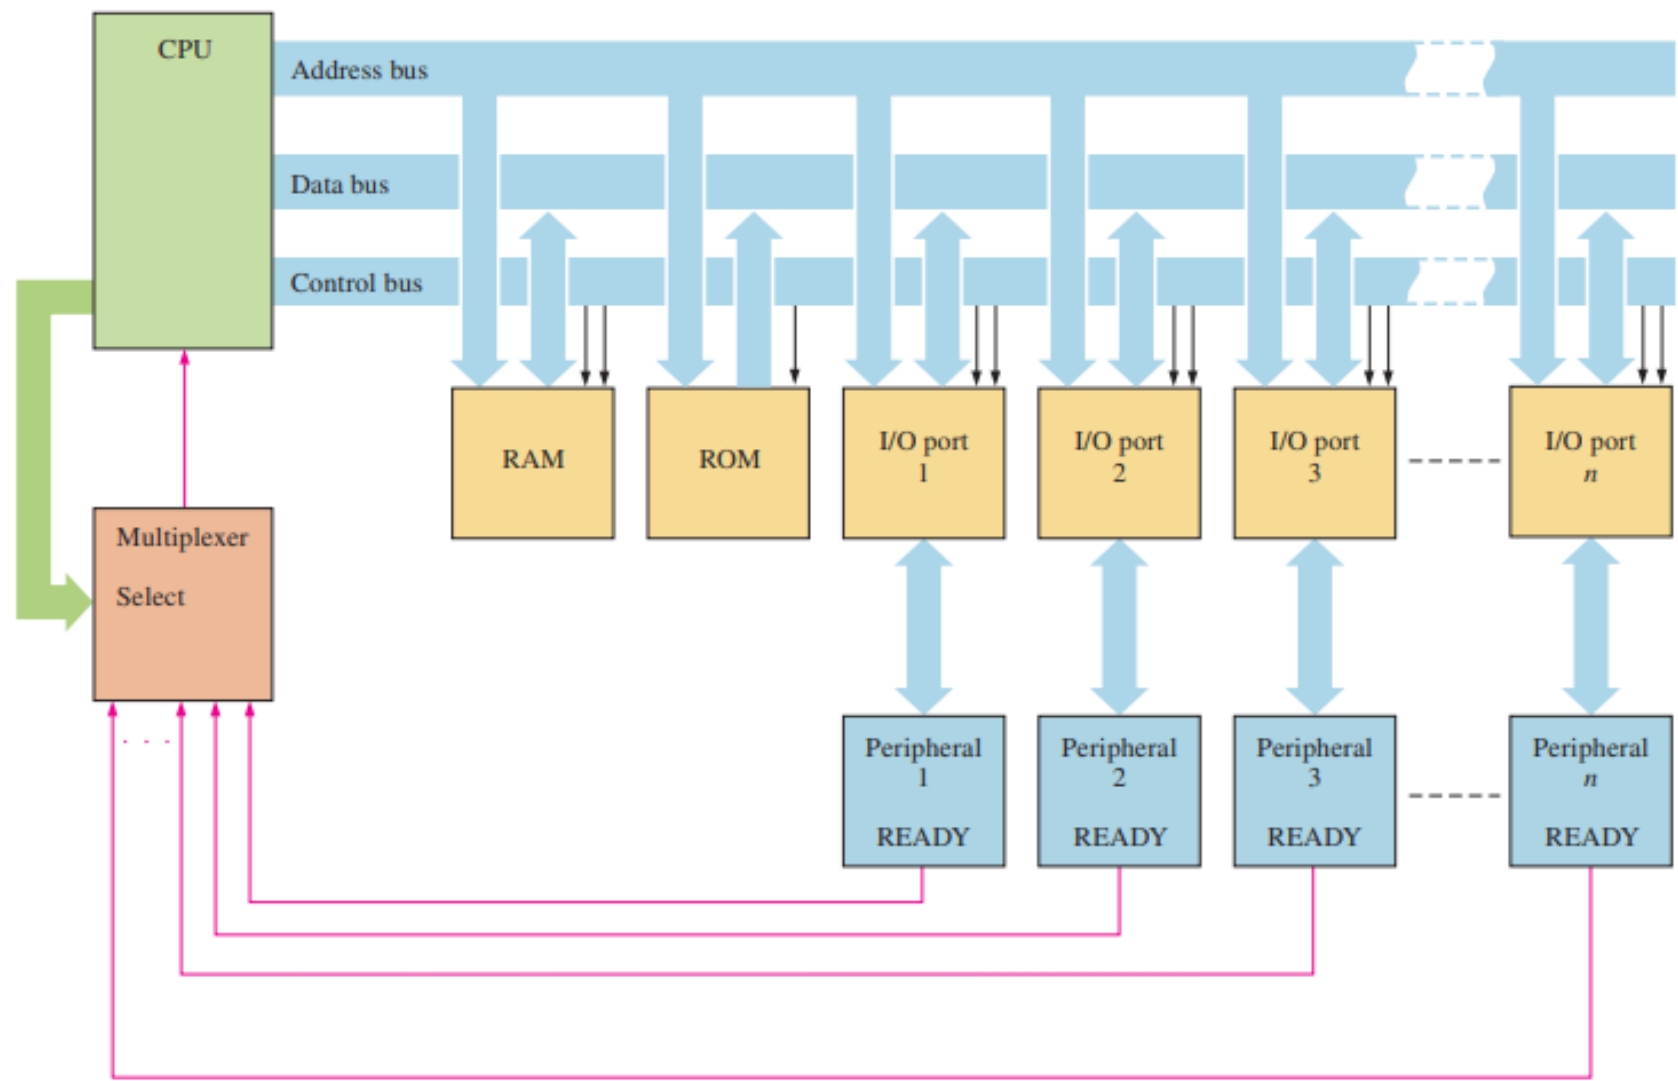 CPU
Address bus
Data bus
Control bus
RAM
ROM
I/O port
1
I/O port
2
I/O port
3
I/O port
n
Multiplexer
Select
Peripheral
1
READY
Peripheral
2
READY
Peripheral
3
READY
Peripheral
n
READY